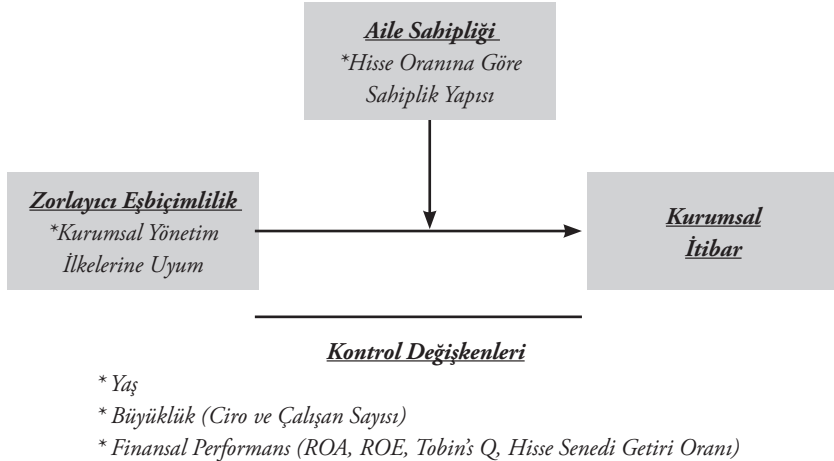 Aile Sahipliği
*Hisse Oranına Göre
Sahiplik Yapısı
Zorlayıcı Eşbiçimlilik
*Kurumsal Yönetim
İlkelerine Uyum
Kurumsal
İtibar
Kontrol Değişkenleri
* Yaş
* Büyüklük (Ciro ve Çalışan Sayısı)
* Finansal Performans (ROA, ROE, Tobin's Q, Hisse Senedi Getiri Oranı)